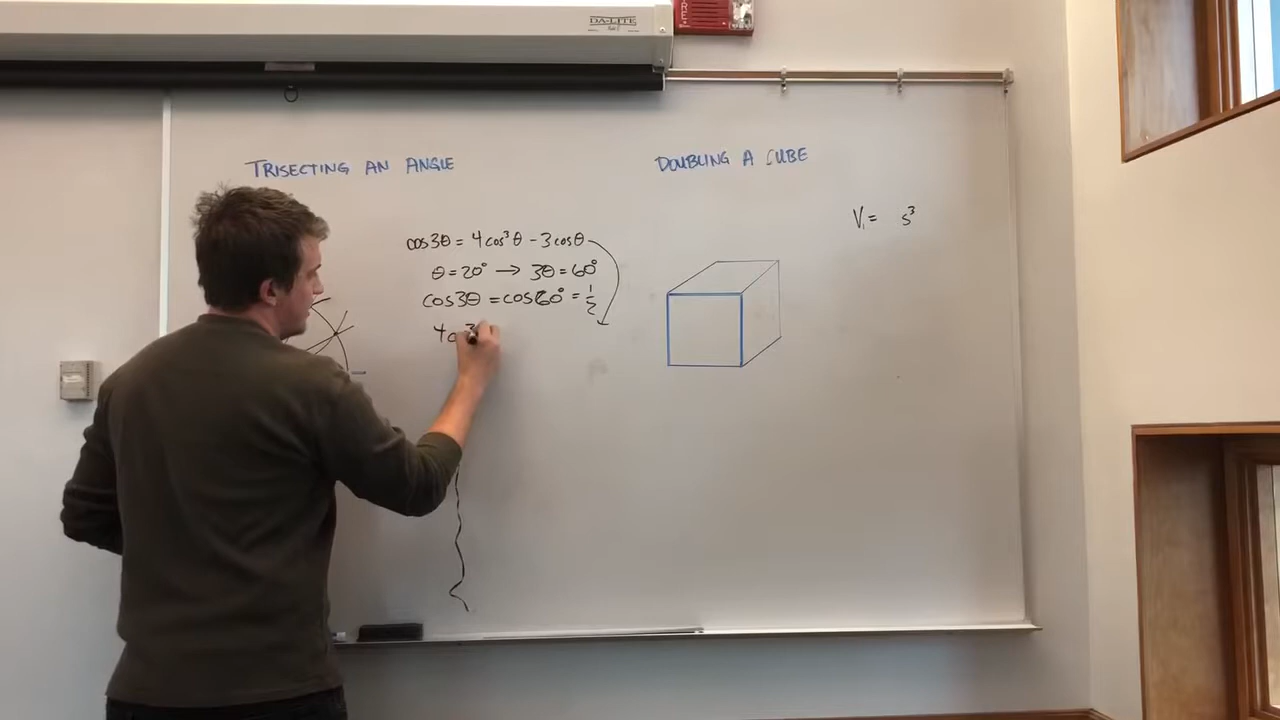 DA-LITE
TRISECTING AN ANGLE
cos3θ = 4cos³θ - 3cosθ
θ = 20° → 3θ = 60°
cos3θ = cos60° = 1/2
DOUBLING A CUBE
V₁ = s³